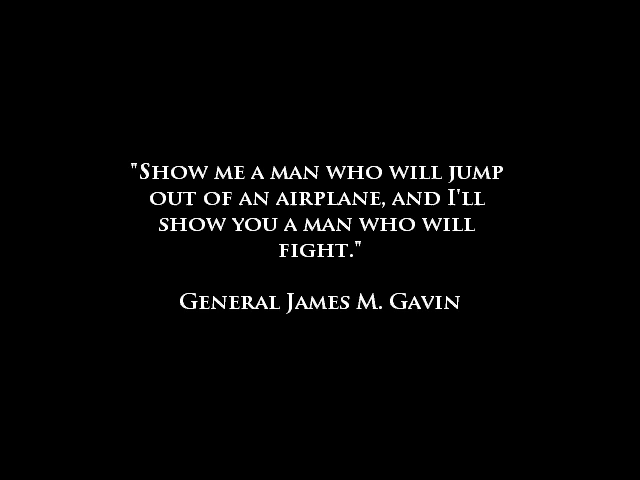 "Show me a man who will jump
out of an airplane, and I'll
show you a man who will
fight."
General James M. Gavin